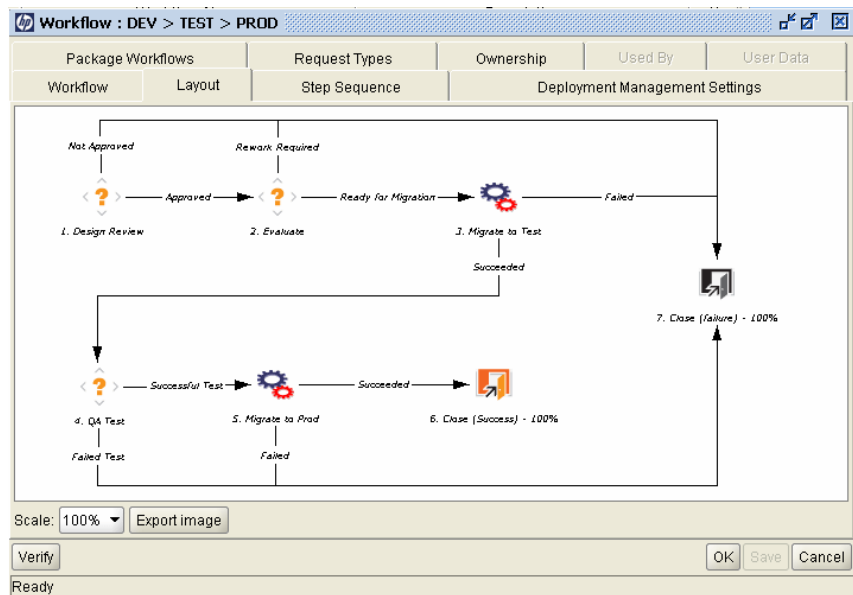 Workflow : DEV > TEST > PROD
Package Workflows Request Types Ownership Used By User Data
Workflow Layout Step Sequence Deployment Management Settings
Not Approved Rework Required
Approved Ready for Migration Failed
1. Design Review 2. Evaluate 3. Migrate to Test
Succeeded
7. Close (failure) - 100%
Successful Test Succeeded
4. QA Test 5. Migrate to Prod 6. Close (Success) - 100%
Failed Test Failed
Scale: 100% Export image
Verify OK Save Cancel
Ready